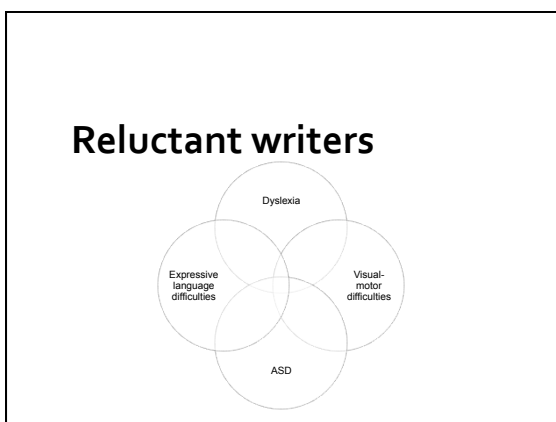 Reluctant writers
Dyslexia
Expressive
language
difficulties
Visual-
motor
difficulties
ASD